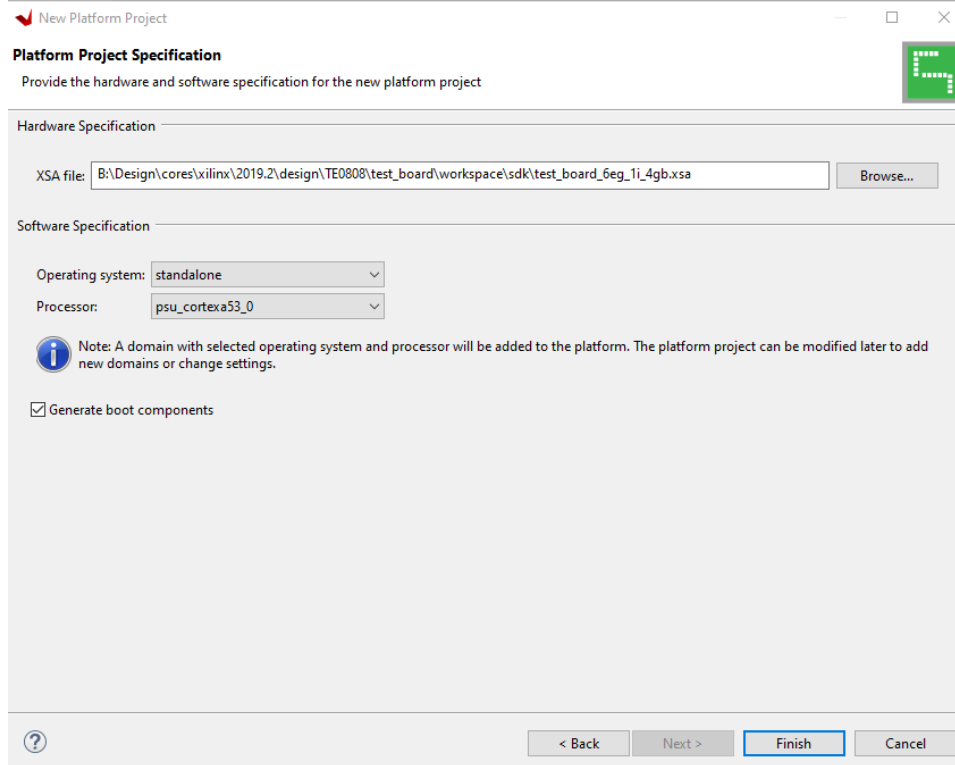 New Platform Project
Platform Project Specification
Provide the hardware and software specification for the new platform project
Hardware Specification
XSA file: B:\Design\cores\xilinx\2019.2\design\TE0808\test_board\workspace\sdk\test_board_6eg_1i_4gb.xsa Browse...
Software Specification
Operating system: standalone
Processor: psu_cortexa53_0
Note: A domain with selected operating system and processor will be added to the platform. The platform project can be modified later to add
new domains or change settings.
Generate boot components
< Back Next > Finish Cancel